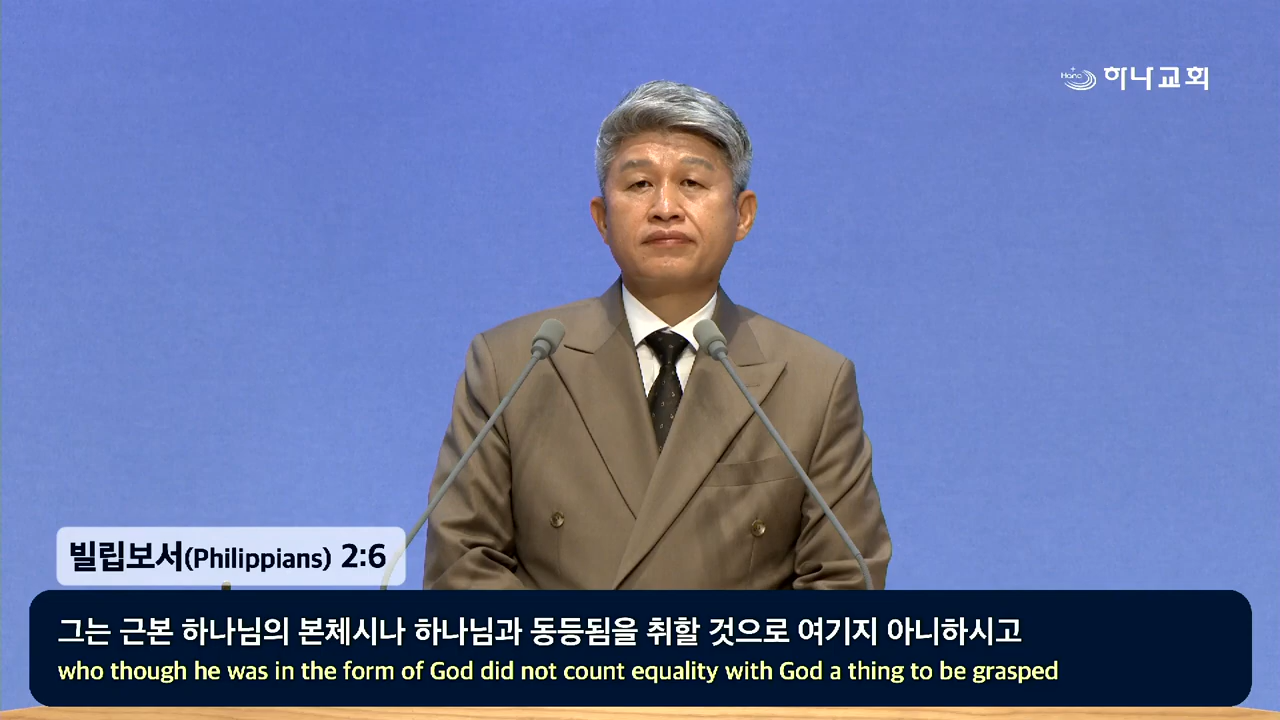 Hana 하나교회
빌립보서(Philippians) 2:6
그는 근본 하나님의 본체시나 하나님과 동등됨을 취할 것으로 여기지 아니하시고
who though he was in the form of God did not count equality with God a thing to be grasped